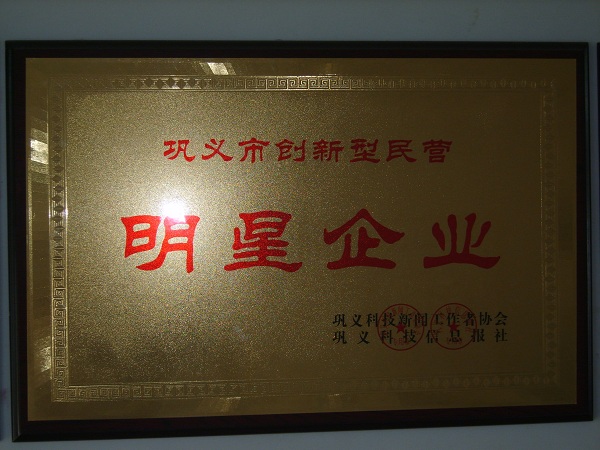 巩义市创新型民营
明星企业
巩义科技新闻工作者协会
巩义科技信息报社